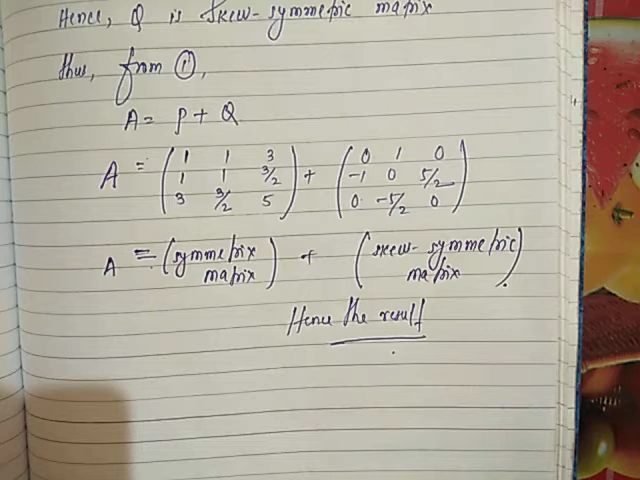 Hence, Q is skew-symmetric matrix
thus, from ①,
A = P + Q
A = (1 1 3) + (0 1 0)
(1 1 3/2) (-1 0 5/2)
(3 3/2 5) (0 -5/2 0)
A = (symmetrix matrix) + (skew-symmetric matrix).
Hence the result